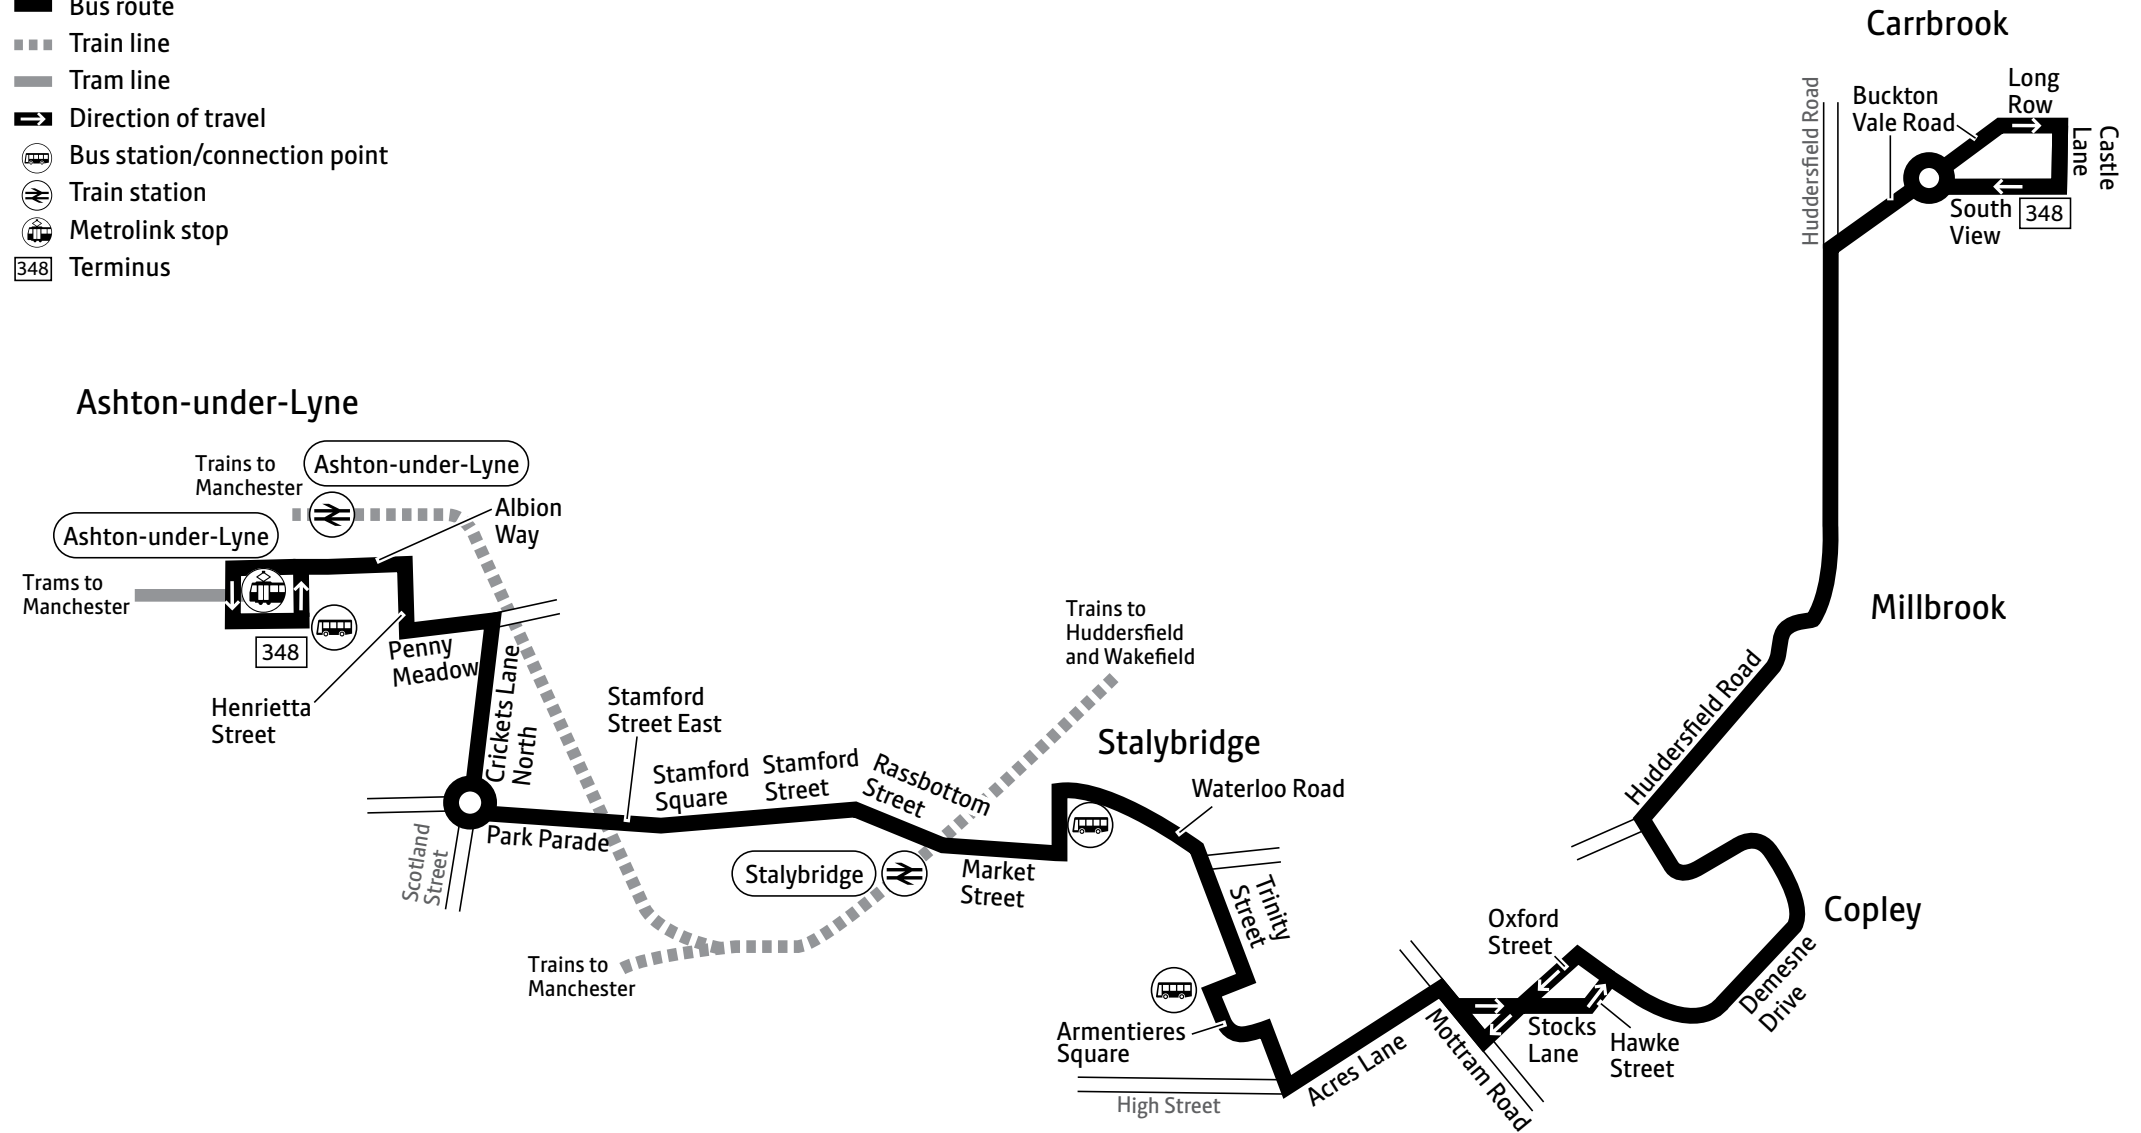 Bus route
Train line
Tram line
Direction of travel
Bus station/connection point
Train station
Metrolink stop
348
Terminus
Carrbrook
Long
Row
Buckton
Vale Road
Huddersfield Road
Castle
Lane
South
View
348
Ashton-under-Lyne
Trains to
Manchester
Ashton-under-Lyne
Albion
Way
Ashton-under-Lyne
Trams to
Manchester
348
Penny
Meadow
Henrietta
Street
Crickets Lane
North
Scotland
Street
Park Parade
Stamford
Street East
Stamford
Square
Stamford
Street
Rassbottom
Street
Trains to
Huddersfield
and Wakefield
Stalybridge
Waterloo Road
Stalybridge
Market
Street
Trains to
Manchester
Trinity
Street
Armentieres
Square
High Street
Acres Lane
Mottram Road
Oxford
Street
Stocks
Lane
Hawke
Street
Demesne
Drive
Copley
Huddersfield Road
Millbrook